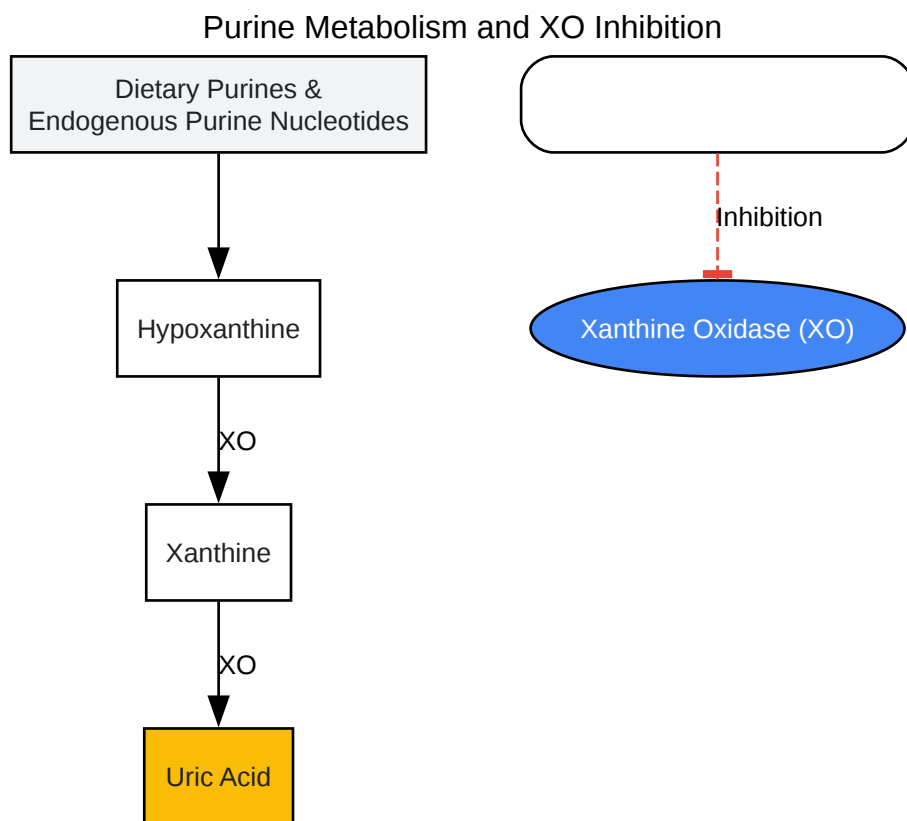 Purine Metabolism and XO Inhibition
Dietary Purines &
Endogenous Purine Nucleotides
Inhibition
Hypoxanthine
Xanthine Oxidase (XO)
XO
Xanthine
XO
Uric Acid